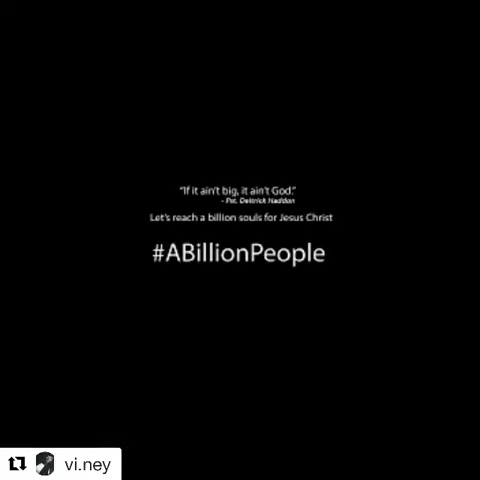 "If it ain't big, it ain't God."
- Pst. Deitrick Haddon
Let's reach a billion souls for Jesus Christ
#ABillionPeople
vi.ney